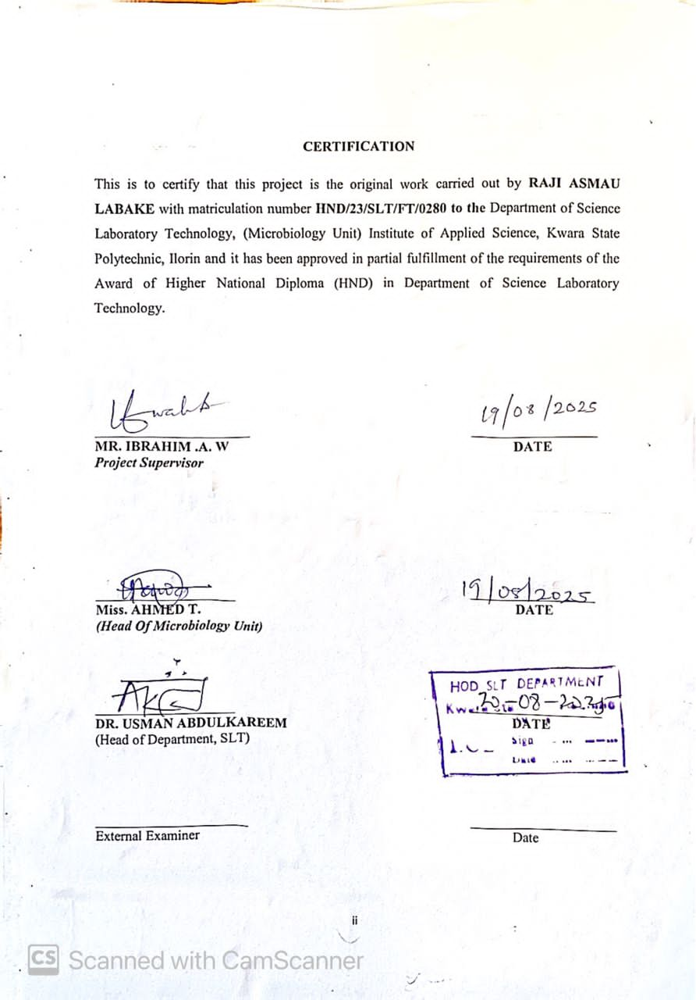 CERTIFICATION
This is to certify that this project is the original work carried out by RAJI ASMAU
LABAKE with matriculation number HND/23/SLT/FT/0280 to the Department of Science
Laboratory Technology, (Microbiology Unit) Institute of Applied Science, Kwara State
Polytechnic, Ilorin and it has been approved in partial fulfillment of the requirements of the
Award of Higher National Diploma (HND) in Department of Science Laboratory
Technology.
19/08/2025
MR. IBRAHIM .A. W DATE
Project Supervisor
19/08/2025
Miss. AHMED T. DATE
(Head Of Microbiology Unit)
HOD SLT DEPARTMENT
20-08-2025
DR. USMAN ABDULKAREEM DATE
(Head of Department, SLT) Sign
Date
External Examiner Date
ii
CS Scanned with CamScanner